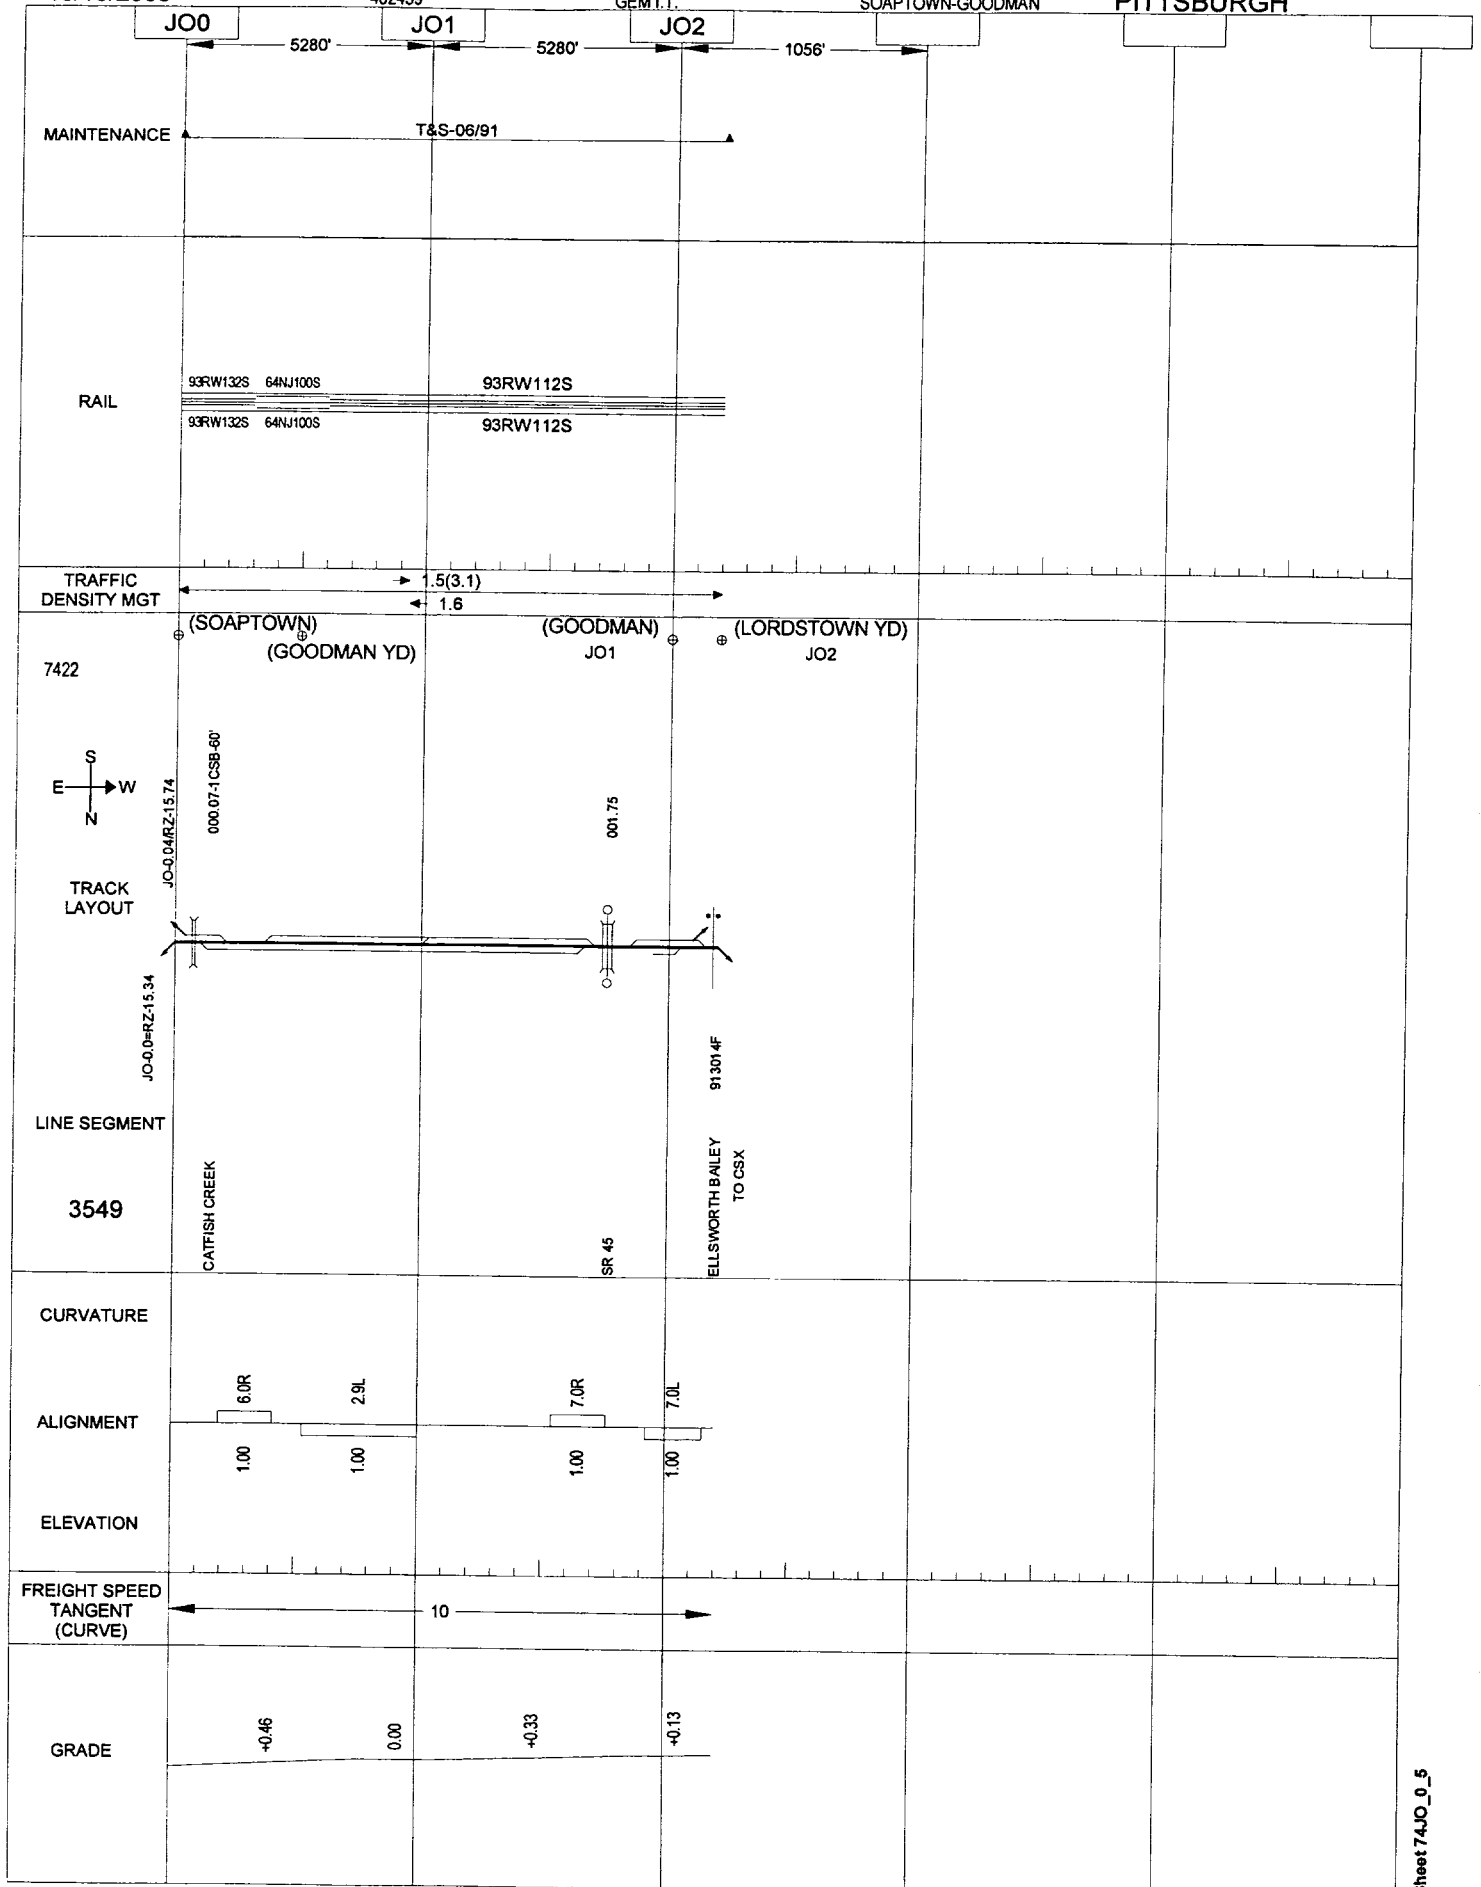 SOAPTOWN-GOODMAN
PITTSBURGH
JO0
JO1
JO2
5280'
5280'
1056'
MAINTENANCE
T&S-06/91
93RW132S
64NJ100S
93RW112S
RAIL
93RW132S
64NJ100S
93RW112S
TRAFFIC
DENSITY MGT
1.5(3.1)
1.6
(SOAPTOWN)
(GOODMAN YD)
(GOODMAN)
JO1
(LORDSTOWN YD)
JO2
7422
S
E
W
N
JO-0.04/RZ-15.74
000.07-1CSB-60'
001.75
TRACK
LAYOUT
JO-0.0=RZ-15.34
913014F
LINE SEGMENT
3549
CATFISH CREEK
SR 45
ELLSWORTH BAILEY
TO CSX
CURVATURE
6.0R
2.9L
7.0R
7.0L
ALIGNMENT
1.00
1.00
1.00
1.00
ELEVATION
FREIGHT SPEED
TANGENT
(CURVE)
10
GRADE
+0.46
0.00
+0.33
+0.13
Sheet 74JO_0_5